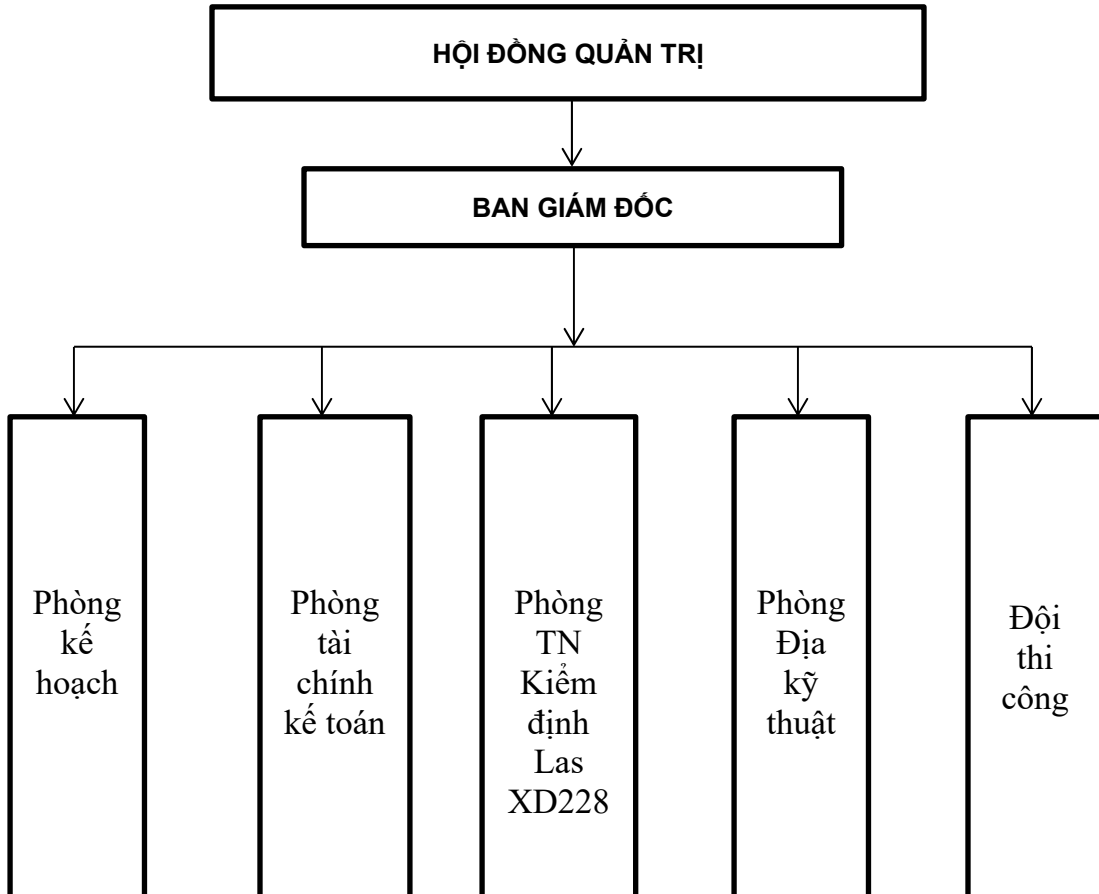 HỘI ĐỒNG QUẢN TRỊ
BAN GIÁM ĐỐC
Phòng
kế
hoạch
Phòng
tài
chính
kế toán
Phòng
TN
Kiểm
định
Las
XD228
Phòng
Địa
kỹ
thuật
Đội
thi
công